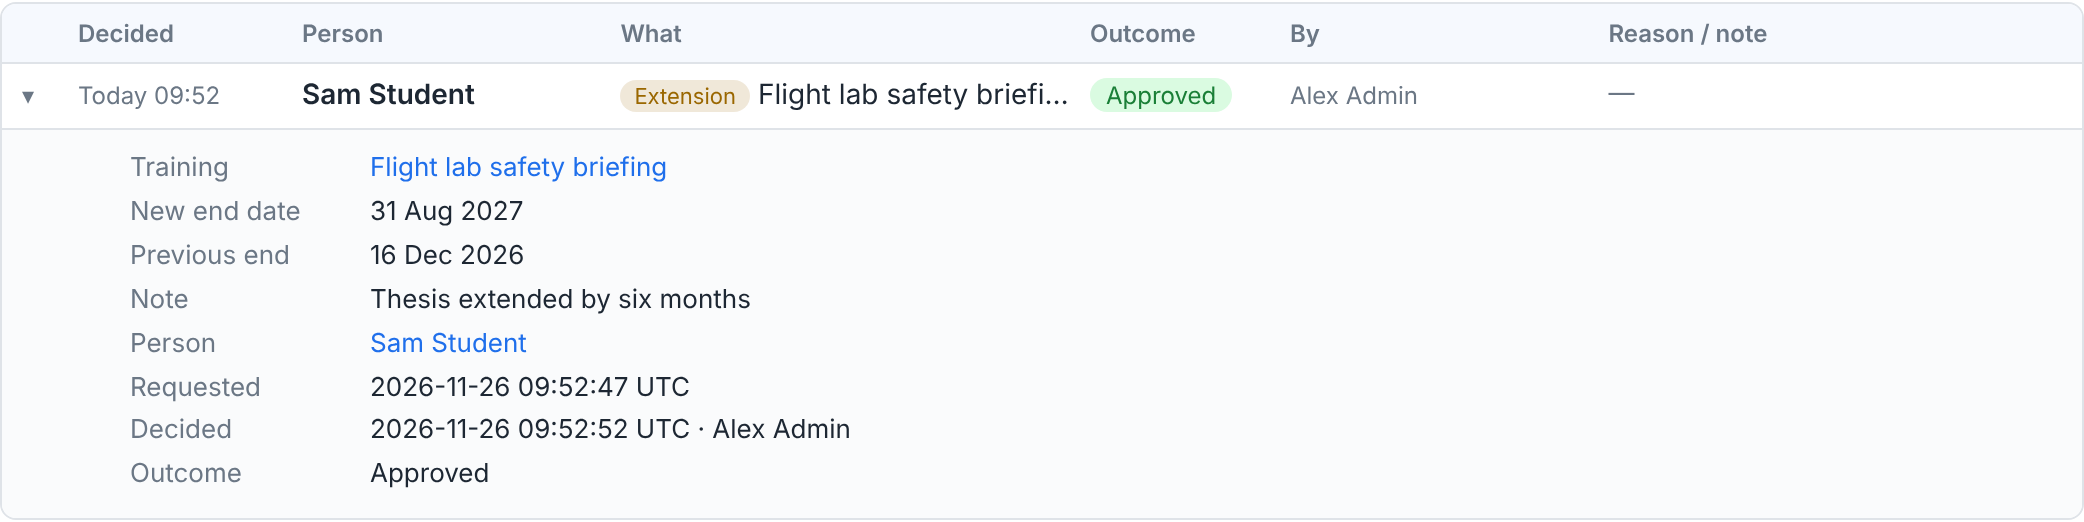 Decided Person What Outcome By Reason / note
▼ Today 09:52 Sam Student Extension Flight lab safety briefi... Approved Alex Admin —
Training Flight lab safety briefing
New end date 31 Aug 2027
Previous end 16 Dec 2026
Note Thesis extended by six months
Person Sam Student
Requested 2026-11-26 09:52:47 UTC
Decided 2026-11-26 09:52:52 UTC · Alex Admin
Outcome Approved